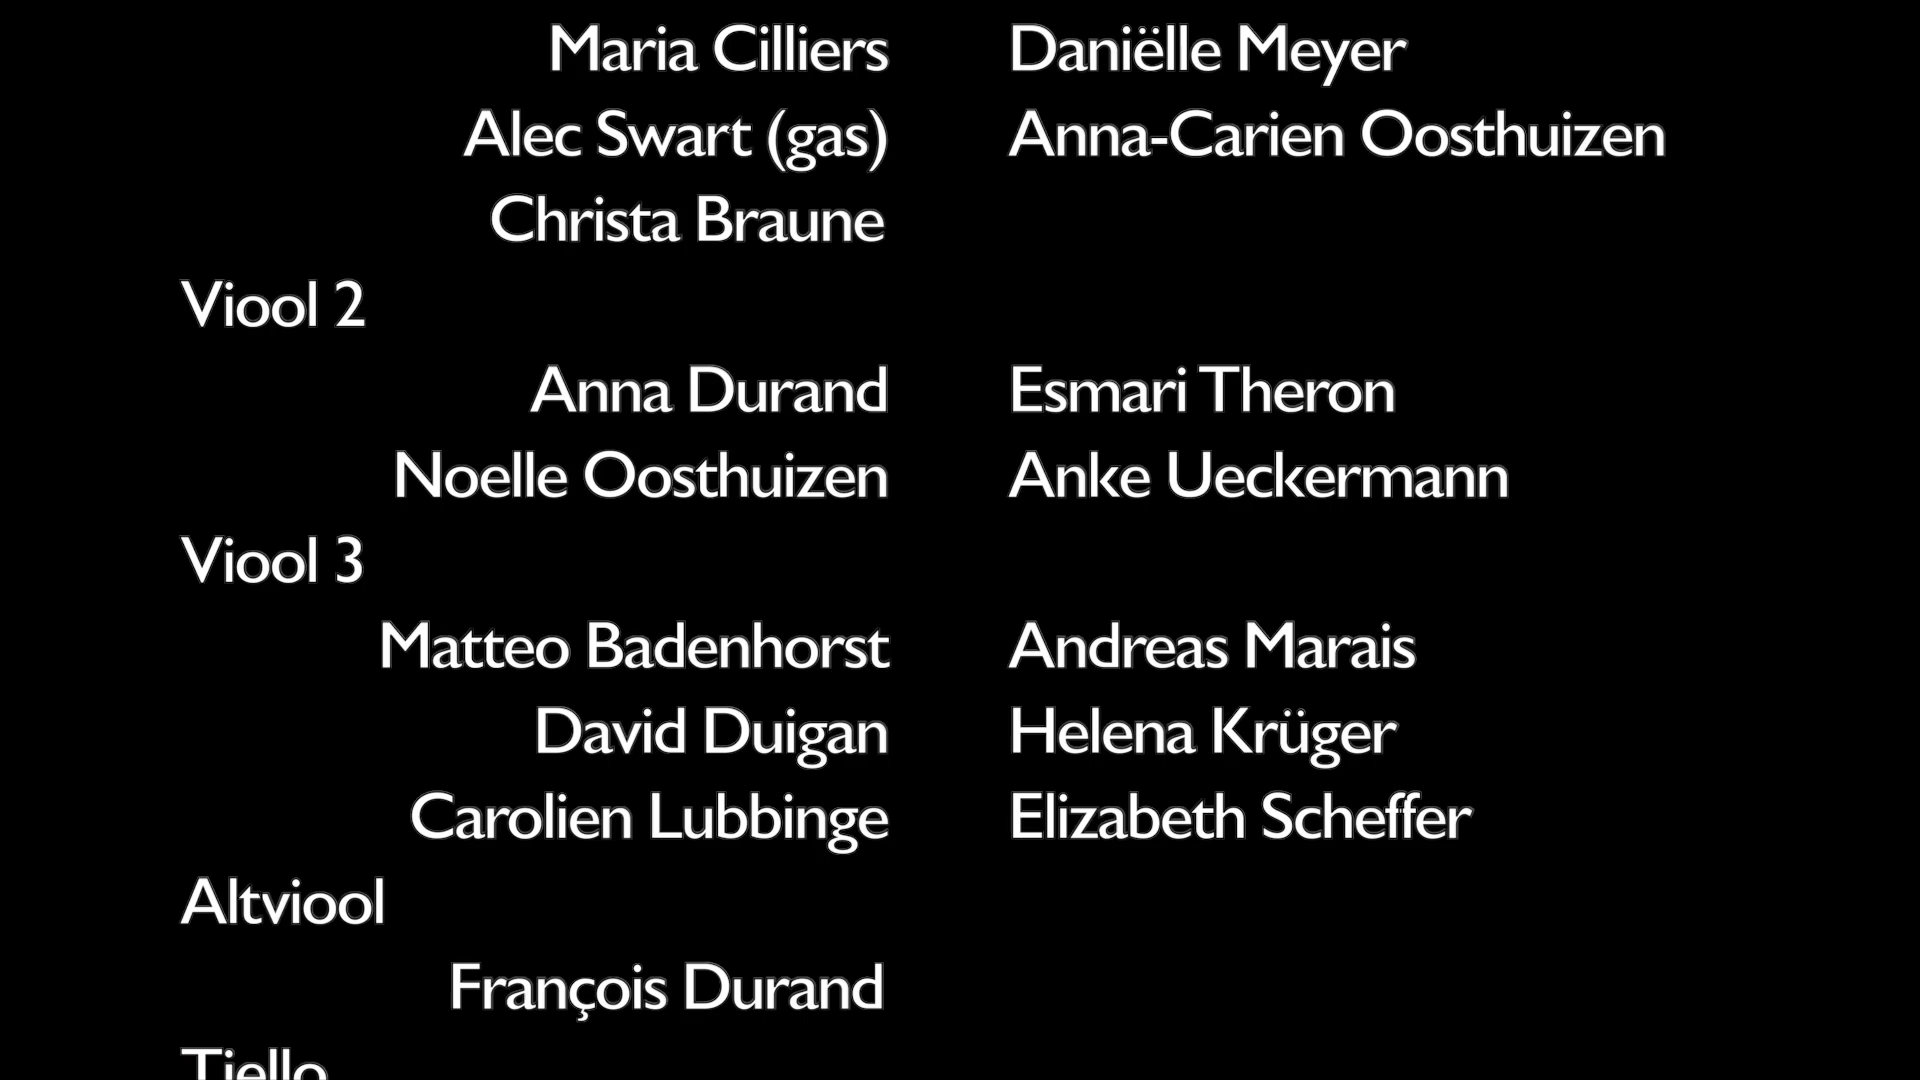 Maria Cilliers Daniëlle Meyer
Alec Swart (gas) Anna-Carien Oosthuizen
Christa Braune
Viool 2
Anna Durand Esmari Theron
Noelle Oosthuizen Anke Ueckermann
Viool 3
Matteo Badenhorst Andreas Marais
David Duigan Helena Krüger
Carolien Lubbinge Elizabeth Scheffer
Altviool
François Durand
Tjello